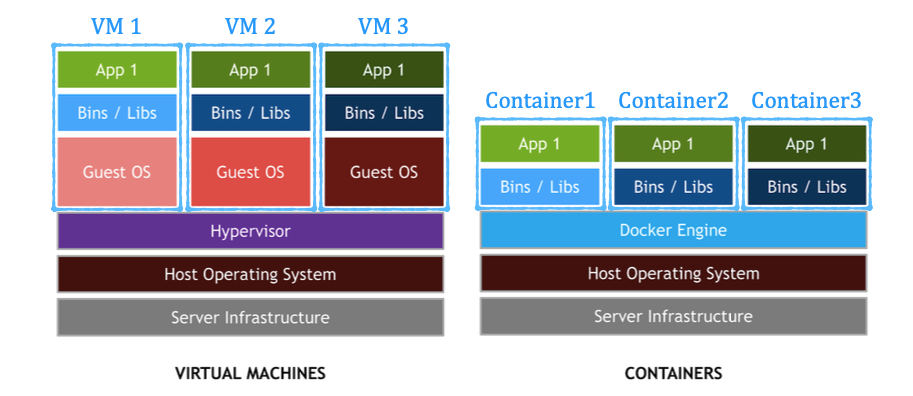 VM 1 VM 2 VM 3
App 1 App 1 App 1
Bins / Libs Bins / Libs Bins / Libs
Guest OS Guest OS Guest OS
Hypervisor
Host Operating System
Server Infrastructure
VIRTUAL MACHINES
Container1 Container2 Container3
App 1 App 1 App 1
Bins / Libs Bins / Libs Bins / Libs
Docker Engine
Host Operating System
Server Infrastructure
CONTAINERS